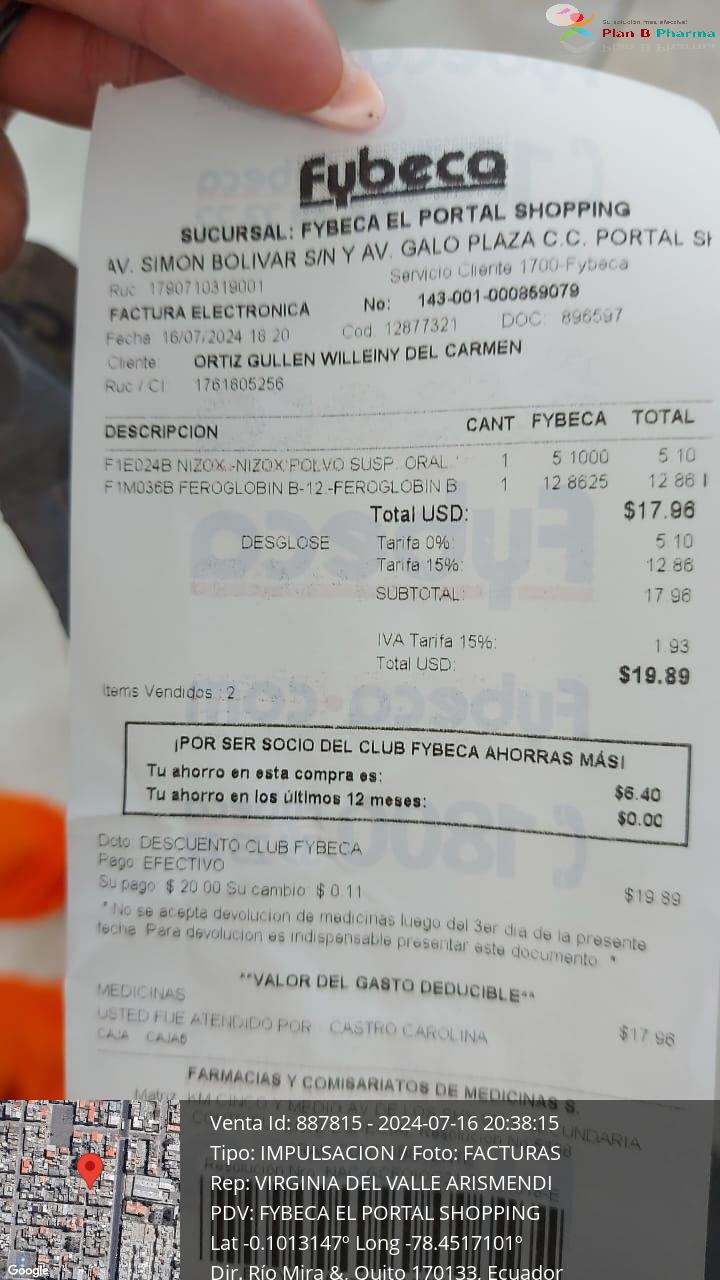 Su solución mas efectiva!
Plan B Pharma
Fybeca
SUCURSAL: FYBECA EL PORTAL SHOPPING
AV. SIMON BOLIVAR S/N Y AV. GALO PLAZA C.C. PORTAL SH
Ruc 1790710319001 Servicio Cliente 1700-Fybeca
FACTURA ELECTRONICA No: 143-001-000859079
Fecha 16/07/2024 18 20 Cod. 12877321 DOC: 896597
Cliente: ORTIZ GULLEN WILLEINY DEL CARMEN
Ruc / CI 1761805256
DESCRIPCION CANT FYBECA TOTAL
F1E024B NIZOX.-NIZOX POLVO SUSP. ORAL 1 5 1000 5 10
F1M036B FEROGLOBIN B-12.-FEROGLOBIN B 1 12 8625 12 86 I
Total USD: $17.96
DESGLOSE Tarifa 0%: 5.10
Tarifa 15%: 12 86
SUBTOTAL: 17 96
IVA Tarifa 15%: 1.93
Total USD: $19.89
Items Vendidos : 2
¡POR SER SOCIO DEL CLUB FYBECA AHORRAS MÁS!
Tu ahorro en esta compra es: $6.40
Tu ahorro en los últimos 12 meses: $0.00
Dcto: DESCUENTO CLUB FYBECA
Pago: EFECTIVO $19 89
Su pago $ 20 00 Su cambio $ 0.11
* No se acepta devolucion de medicinas luego del 3er dia de la presente
fecha. Para devolucion es indispensable presentar este documento. *
**VALOR DEL GASTO DEDUCIBLE**
MEDICINAS $17 96
USTED FUE ATENDIDO POR CASTRO CAROLINA
CAJA CAJA6
FARMACIAS Y COMISARIATOS DE MEDICINAS S.
Venta Id: 887815 - 2024-07-16 20:38:15
Tipo: IMPULSACION / Foto: FACTURAS
Rep: VIRGINIA DEL VALLE ARISMENDI
PDV: FYBECA EL PORTAL SHOPPING
Lat -0.1013147º Long -78.4517101º
Dir. Río Mira &, Quito 170133, Ecuador
Google